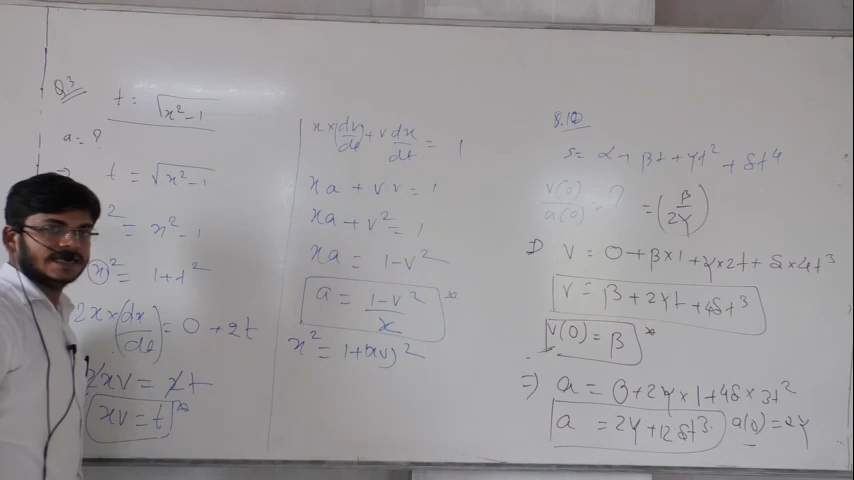 Q.3
t = √x²-1
a = ?
⇒ t = √x²-1
² = x²-1
x² = 1+t²
2x×(dx/dt) = 0 + 2t
2xv = 2t
xv = t
x×(dv/dt) + v dx/dt = 1
xa + v.v = 1
xa + v² = 1
xa = 1-v²
a = 1-v²/x
x² = 1+(xv)²
8.12
s = α + βt + γt² + δt⁴
v(0)/a(0) = ? = (β/2γ)
v = 0 + β×1 + γ×2t + δ×4t³
v = β + 2γt + 4δt³
v(0) = β
⇒ a = 0 + 2γ×1 + 4δ×3t²
a = 2γ + 12δt³ a(0) = 2γ